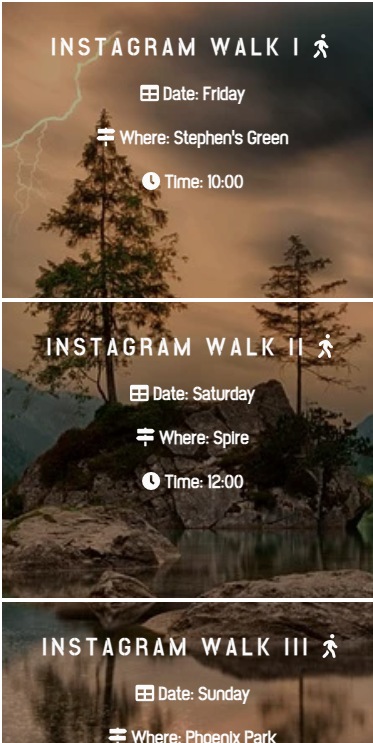 INSTAGRAM WALK I
Date: Friday
Where: Stephen's Green
Time: 10:00
INSTAGRAM WALK II
Date: Saturday
Where: Spire
Time: 12:00
INSTAGRAM WALK III
Date: Sunday
Where: Phoenix Park